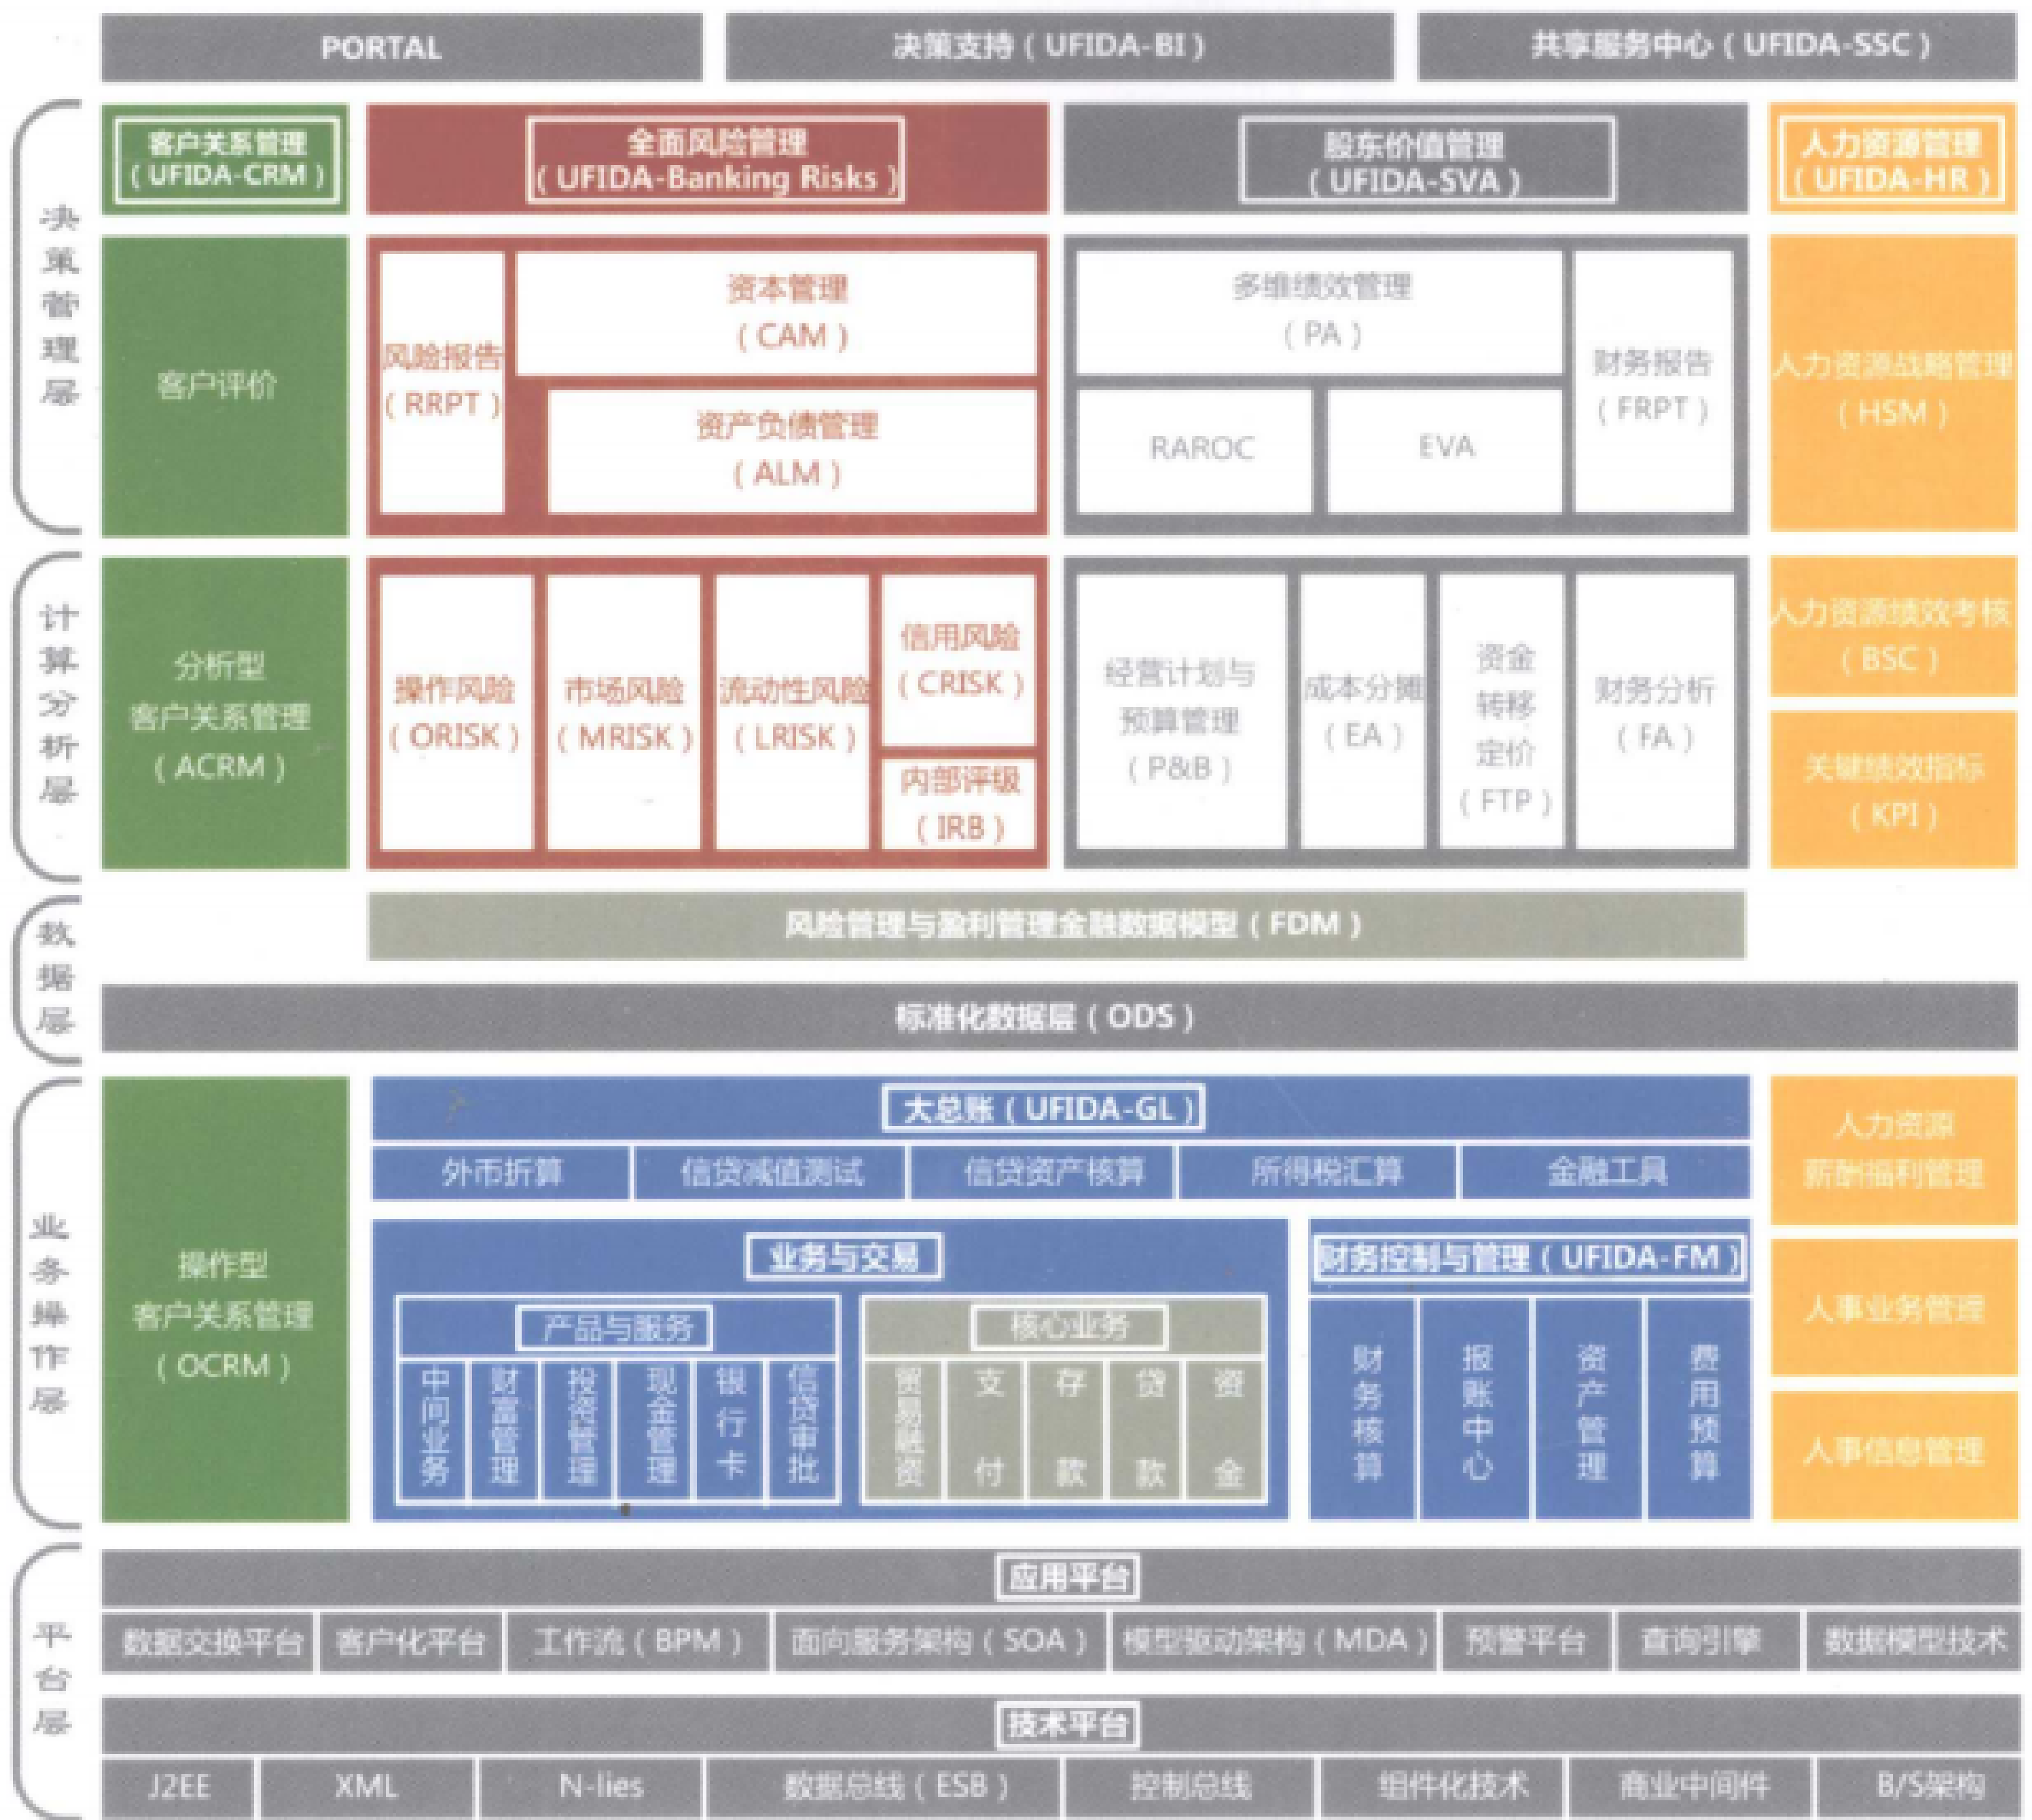 PORTAL
决策支持（UFIDA-BI）
共享服务中心（UFIDA-SSC）
决策管理层
客户关系管理
（UFIDA-CRM）
全面风险管理
（UFIDA-Banking Risks）
股东价值管理
（UFIDA-SVA）
人力资源管理
（UFIDA-HR）
客户评价
风险报告
（RRPT）
资本管理
（CAM）
资产负债管理
（ALM）
多维绩效管理
（PA）
RAROC
EVA
财务报告
（FRPT）
人力资源战略管理
（HSM）
计算分析层
分析型
客户关系管理
（ACRM）
操作风险
（ORISK）
市场风险
（MRISK）
流动性风险
（LRISK）
信用风险
（CRISK）
内部评级
（IRB）
经营计划与
预算管理
（P&B）
成本分摊
（EA）
资金
转移
定价
（FTP）
财务分析
（FA）
人力资源绩效考核
（BSC）
关键绩效指标
（KPI）
数据层
风险管理与盈利管理金融数据模型（FDM）
标准化数据层（ODS）
业务操作层
操作型
客户关系管理
（OCRM）
大总账（UFIDA-GL）
外币折算
信贷减值测试
信贷资产核算
所得税汇算
金融工具
业务与交易
产品与服务
中间业务
财富管理
投资管理
现金管理
银行卡
信贷审批
核心业务
贸易融资
支付
存款
贷款
资金
财务控制与管理（UFIDA-FM）
财务核算
报账中心
资产管理
费用预算
人力资源
薪酬福利管理
人事业务管理
人事信息管理
平台层
应用平台
数据交换平台
客户化平台
工作流（BPM）
面向服务架构（SOA）
模型驱动架构（MDA）
预警平台
查询引擎
数据模型技术
技术平台
J2EE
XML
N-lies
数据总线（ESB）
控制总线
组件化技术
商业中间件
B/S架构